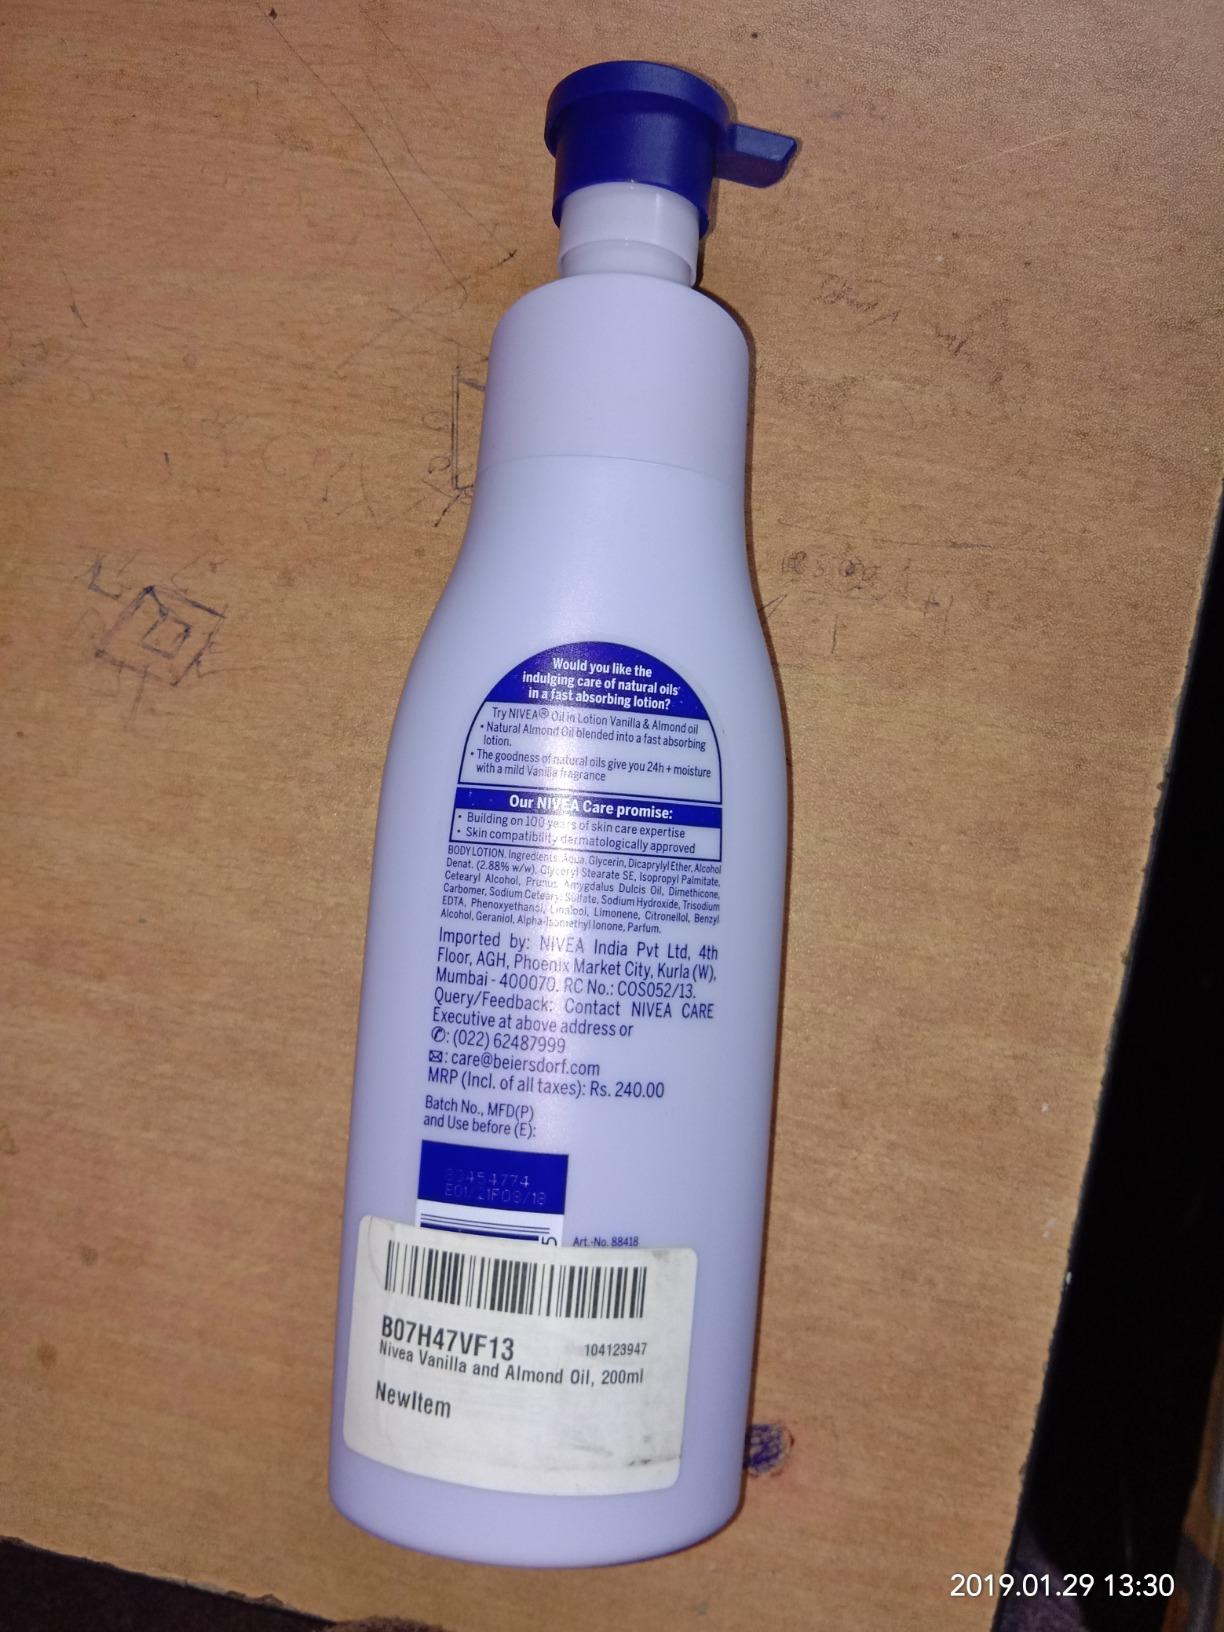 Would you like the
indulging care of natural oils
in a fast absorbing lotion?
Try NIVEA® Oil in Lotion Vanilla & Almond oil
• Natural Almond Oil blended into a fast absorbing
lotion.
• The goodness of natural oils give you 24h + moisture
with a mild Vanilla fragrance
Our NIVEA Care promise:
• Building on 100 years of skin care expertise
• Skin compatibility dermatologically approved
BODY LOTION. Ingredients: Aqua, Glycerin, Dicaprylyl Ether, Alcohol
Denat. (2.88% w/w), Glyceryl Stearate SE, Isopropyl Palmitate,
Cetearyl Alcohol, Prunus Amygdalus Dulcis Oil, Dimethicone,
Carbomer, Sodium Cetearyl Sulfate, Sodium Hydroxide, Trisodium
EDTA, Phenoxyethanol, Linalool, Limonene, Citronellol, Benzyl
Alcohol, Geraniol, Alpha-Isomethyl Ionone, Parfum.
Imported by: NIVEA India Pvt Ltd, 4th
Floor, AGH, Phoenix Market City, Kurla (W),
Mumbai - 400070. RC No.: COS052/13.
Query/Feedback: Contact NIVEA CARE
Executive at above address or
✆: (022) 62487999
✉: care@beiersdorf.com
MRP (Incl. of all taxes): Rs. 240.00
Batch No., MFD(P)
and Use before (E):
5
Art.-No. 88418
B07H47VF13 104123947
Nivea Vanilla and Almond Oil, 200ml
NewItem
2019.01.29 13:30